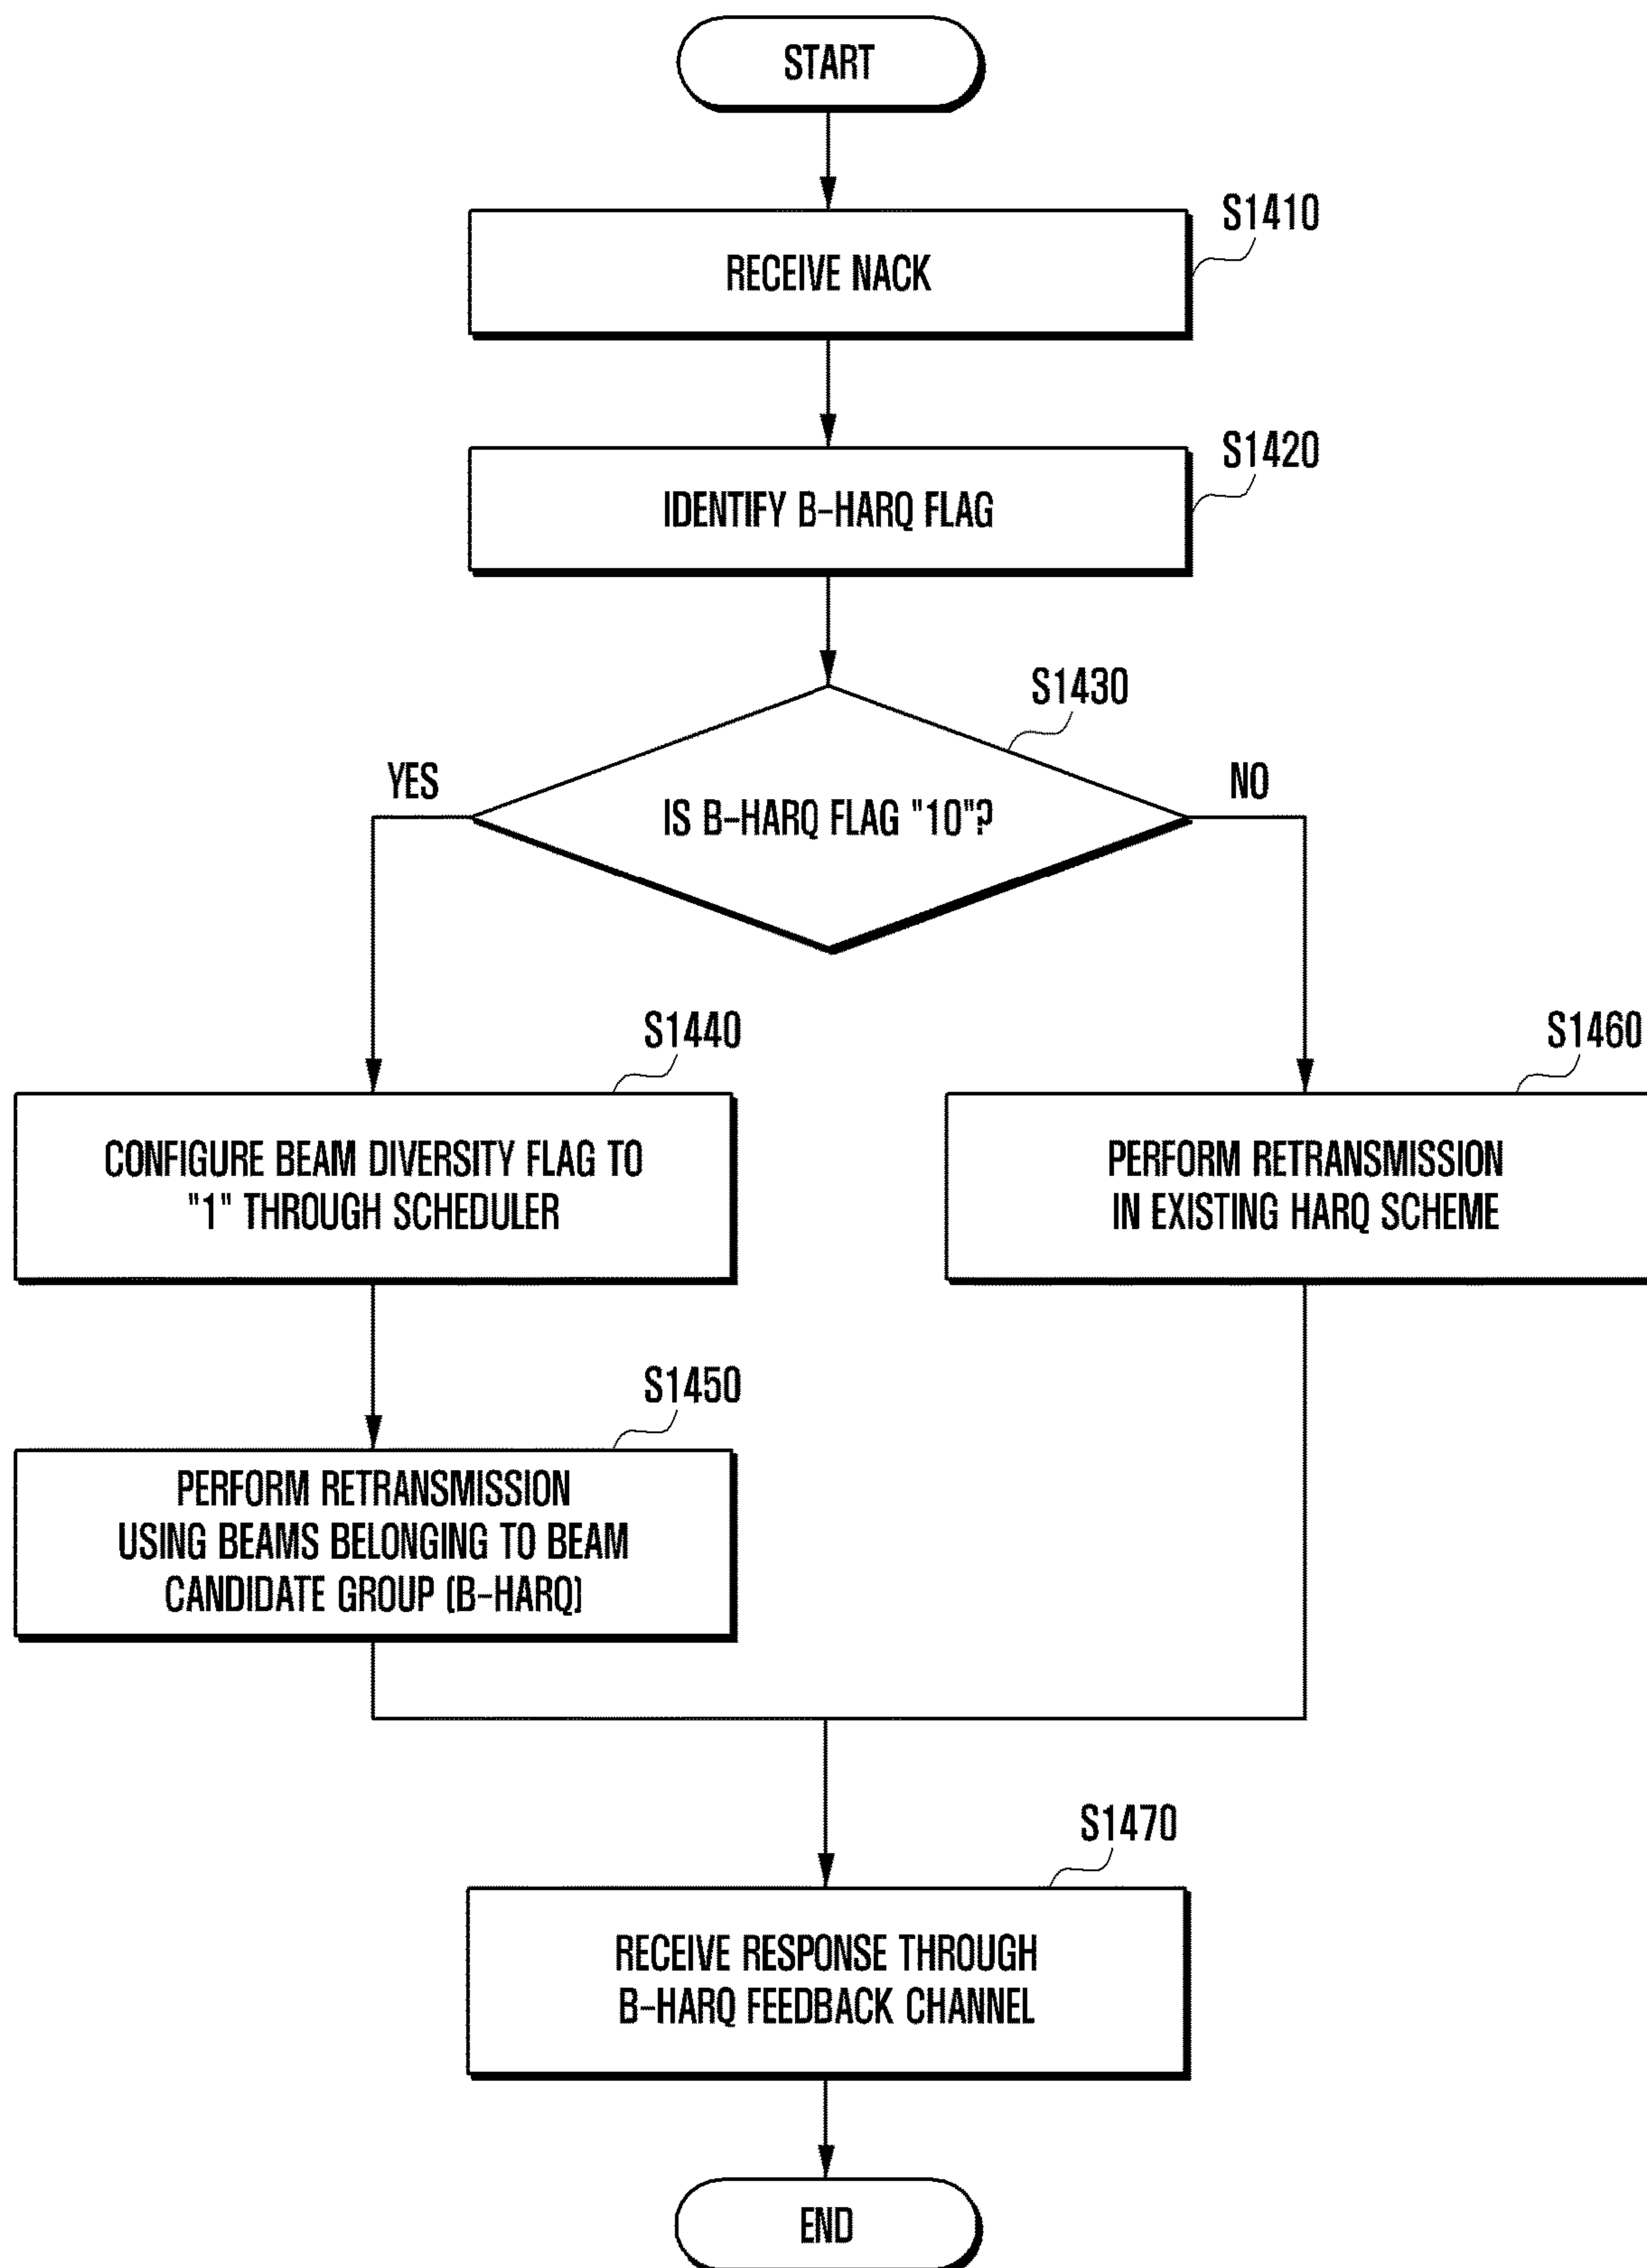 START
S1410
RECEIVE NACK
S1420
IDENTIFY B-HARQ FLAG
S1430
YES
NO
IS B-HARQ FLAG "10"?
S1440
S1460
CONFIGURE BEAM DIVERSITY FLAG TO
"1" THROUGH SCHEDULER
PERFORM RETRANSMISSION
IN EXISTING HARQ SCHEME
S1450
PERFORM RETRANSMISSION
USING BEAMS BELONGING TO BEAM
CANDIDATE GROUP (B-HARQ)
S1470
RECEIVE RESPONSE THROUGH
B-HARQ FEEDBACK CHANNEL
END